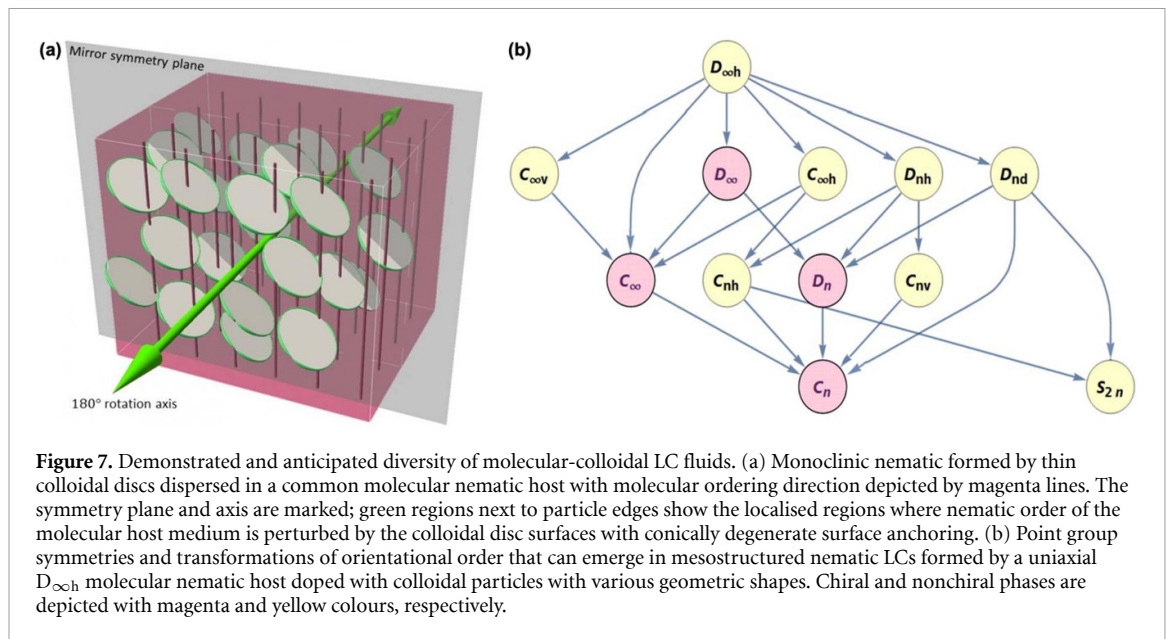 (a)
Mirror symmetry plane
180° rotation axis
(b)
D∞h
C∞v
D∞
C∞h
Dnh
Dnd
C∞
Cnh
Dn
Cnv
Cn
S2n
Figure 7. Demonstrated and anticipated diversity of molecular-colloidal LC fluids. (a) Monoclinic nematic formed by thin
colloidal discs dispersed in a common molecular nematic host with molecular ordering direction depicted by magenta lines. The
symmetry plane and axis are marked; green regions next to particle edges show the localised regions where nematic order of the
molecular host medium is perturbed by the colloidal disc surfaces with conically degenerate surface anchoring. (b) Point group
symmetries and transformations of orientational order that can emerge in mesostructured nematic LCs formed by a uniaxial
D∞h molecular nematic host doped with colloidal particles with various geometric shapes. Chiral and nonchiral phases are
depicted with magenta and yellow colours, respectively.